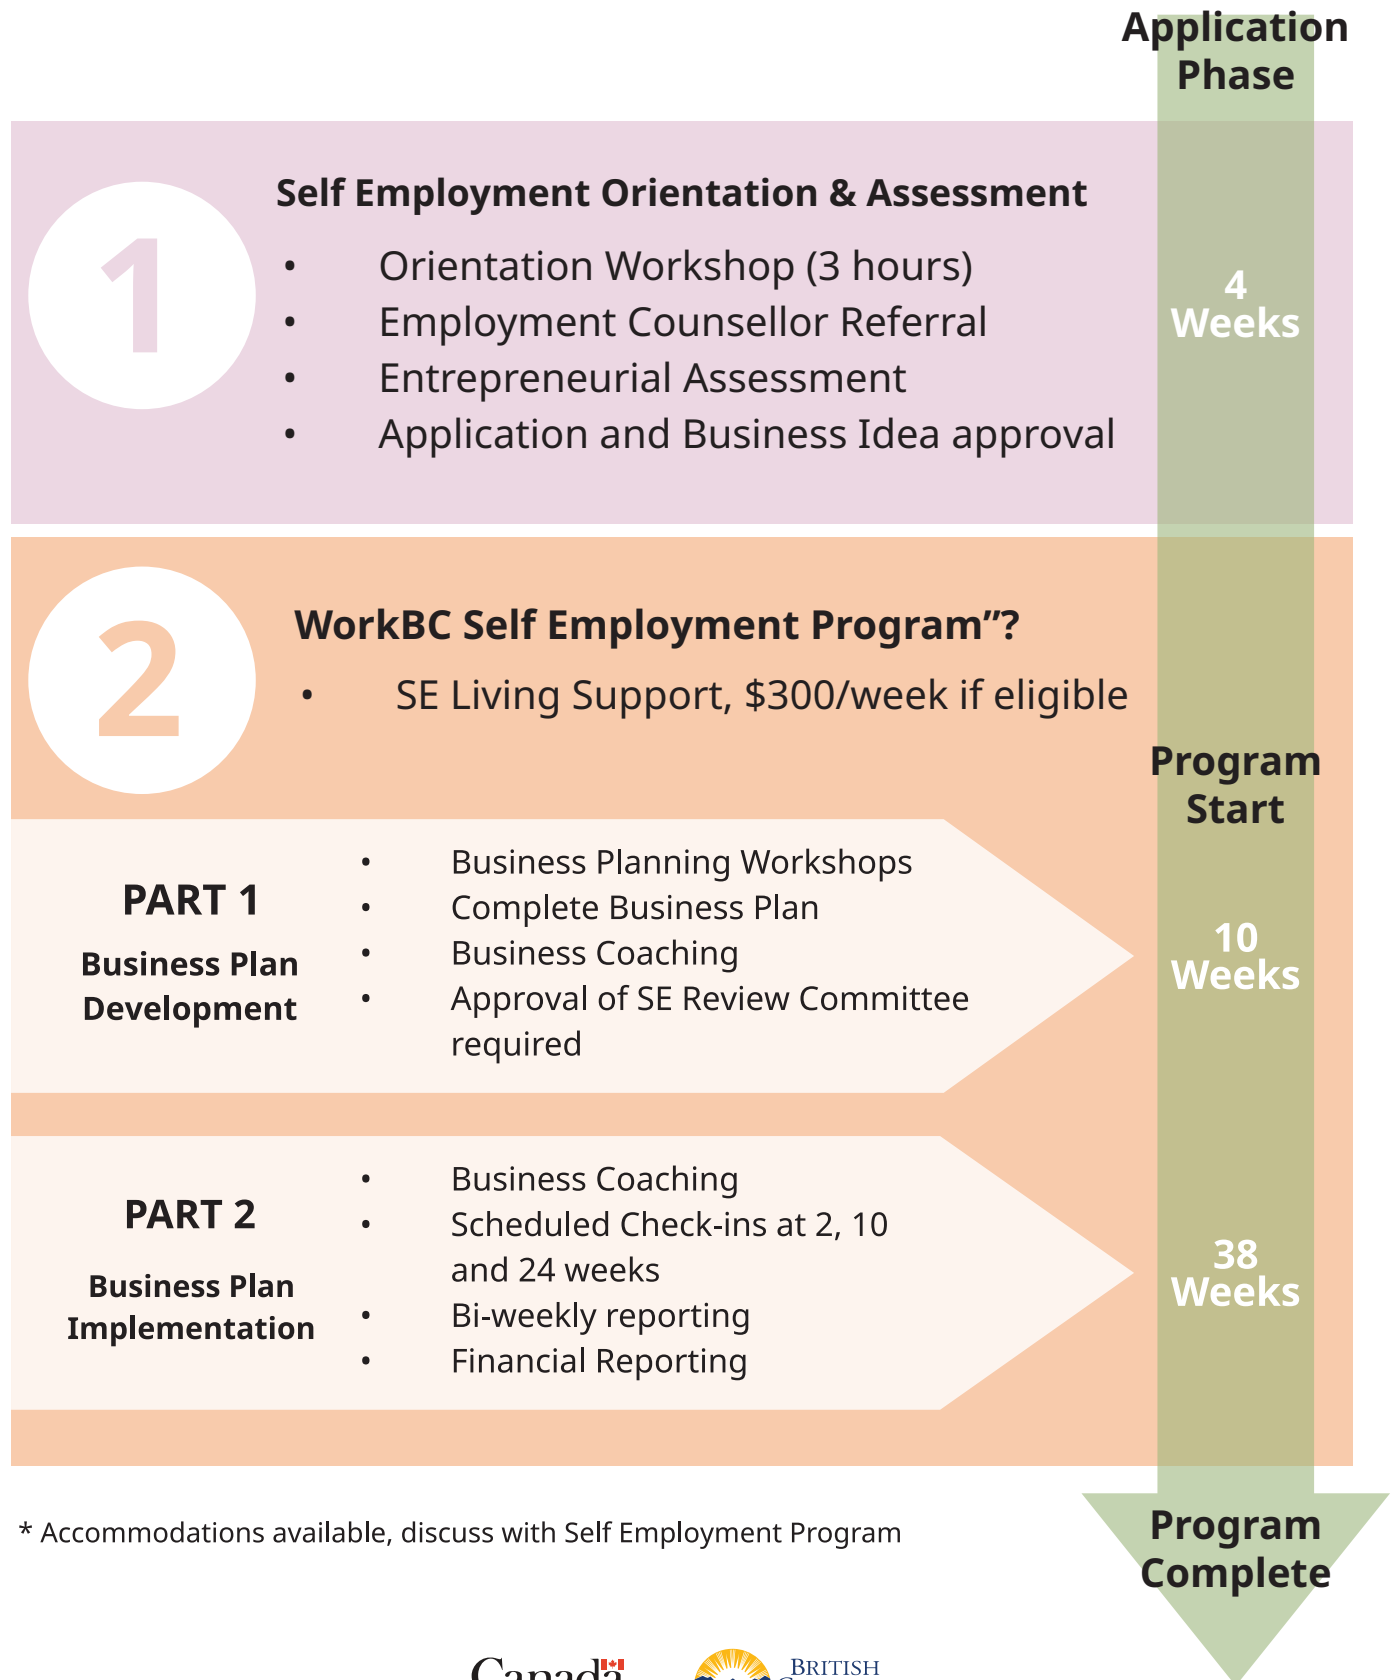 Application
Phase
1
Self Employment Orientation & Assessment
• Orientation Workshop (3 hours)
• Employment Counsellor Referral
• Entrepreneurial Assessment
• Application and Business Idea approval
4
Weeks
2
WorkBC Self Employment Program”?
• SE Living Support, $300/week if eligible
Program
Start
PART 1
Business Plan
Development
• Business Planning Workshops
• Complete Business Plan
• Business Coaching
• Approval of SE Review Committee
required
10
Weeks
PART 2
Business Plan
Implementation
• Business Coaching
• Scheduled Check-ins at 2, 10
and 24 weeks
• Bi-weekly reporting
• Financial Reporting
38
Weeks
* Accommodations available, discuss with Self Employment Program
Program
Complete
Canada
BRITISH